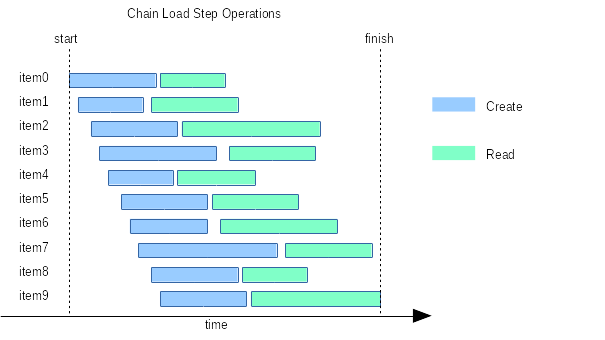 Chain Load Step Operations
start
finish
item0
item1
item2
item3
item4
item5
item6
item7
item8
item9
time
Create
Read